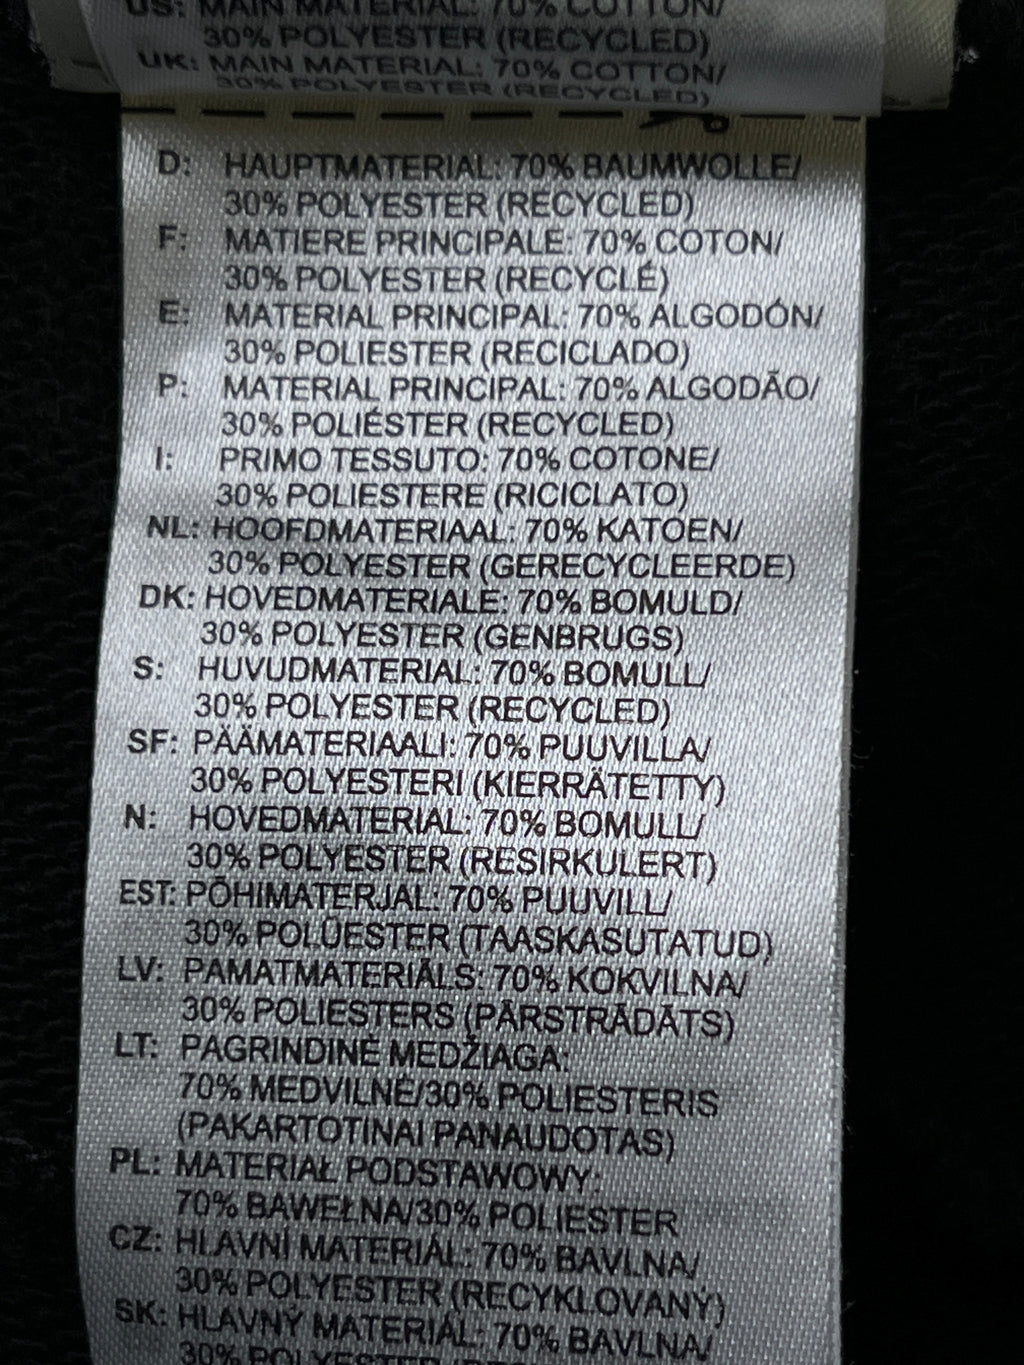 US: MAIN MATERIAL: 70% COTTON/
30% POLYESTER (RECYCLED)
UK: MAIN MATERIAL: 70% COTTON/
30% POLYESTER (RECYCLED)
D: HAUPTMATERIAL: 70% BAUMWOLLE/
30% POLYESTER (RECYCLED)
F: MATIERE PRINCIPALE: 70% COTON/
30% POLYESTER (RECYCLÉ)
E: MATERIAL PRINCIPAL: 70% ALGODÓN/
30% POLIESTER (RECICLADO)
P: MATERIAL PRINCIPAL: 70% ALGODÃO/
30% POLIÉSTER (RECYCLED)
I: PRIMO TESSUTO: 70% COTONE/
30% POLIESTERE (RICICLATO)
NL: HOOFDMATERIAAL: 70% KATOEN/
30% POLYESTER (GERECYCLEERDE)
DK: HOVEDMATERIALE: 70% BOMULD/
30% POLYESTER (GENBRUGS)
S: HUVUDMATERIAL: 70% BOMULL/
30% POLYESTER (RECYCLED)
SF: PÄÄMATERIAALI: 70% PUUVILLA/
30% POLYESTERI (KIERRÄTETTY)
N: HOVEDMATERIAL: 70% BOMULL/
30% POLYESTER (RESIRKULERT)
EST: PÕHIMATERJAL: 70% PUUVILL/
30% POLÜESTER (TAASKASUTATUD)
LV: PAMATMATERIĀLS: 70% KOKVILNA/
30% POLIESTERS (PĀRSTRĀDĀTS)
LT: PAGRINDINĖ MEDŽIAGA:
70% MEDVILNĖ/30% POLIESTERIS
(PAKARTOTINAI PANAUDOTAS)
PL: MATERIAŁ PODSTAWOWY:
70% BAWEŁNA/30% POLIESTER
CZ: HLAVNÍ MATERIÁL: 70% BAVLNA/
30% POLYESTER (RECYKLOVANÝ)
SK: HLAVNÝ MATERIÁL: 70% BAVLNA/
30% POLYESTER